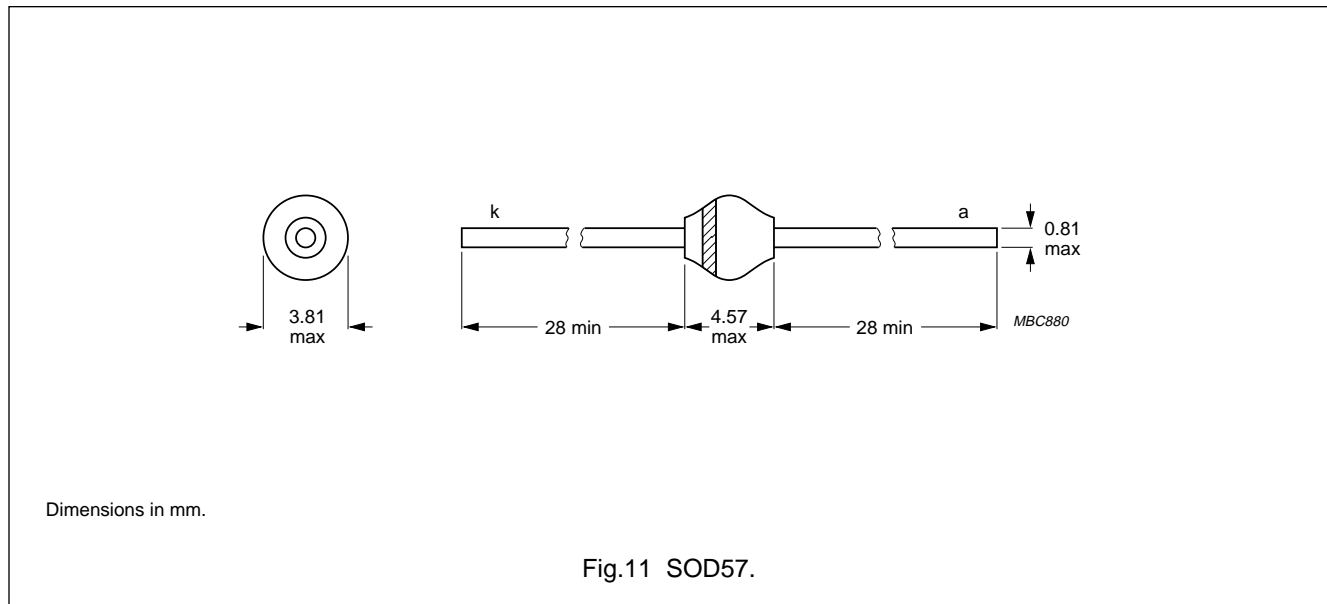 k
a
0.81
max
3.81
max
28 min
4.57
max
28 min
MBC880
Dimensions in mm.
Fig.11 SOD57.